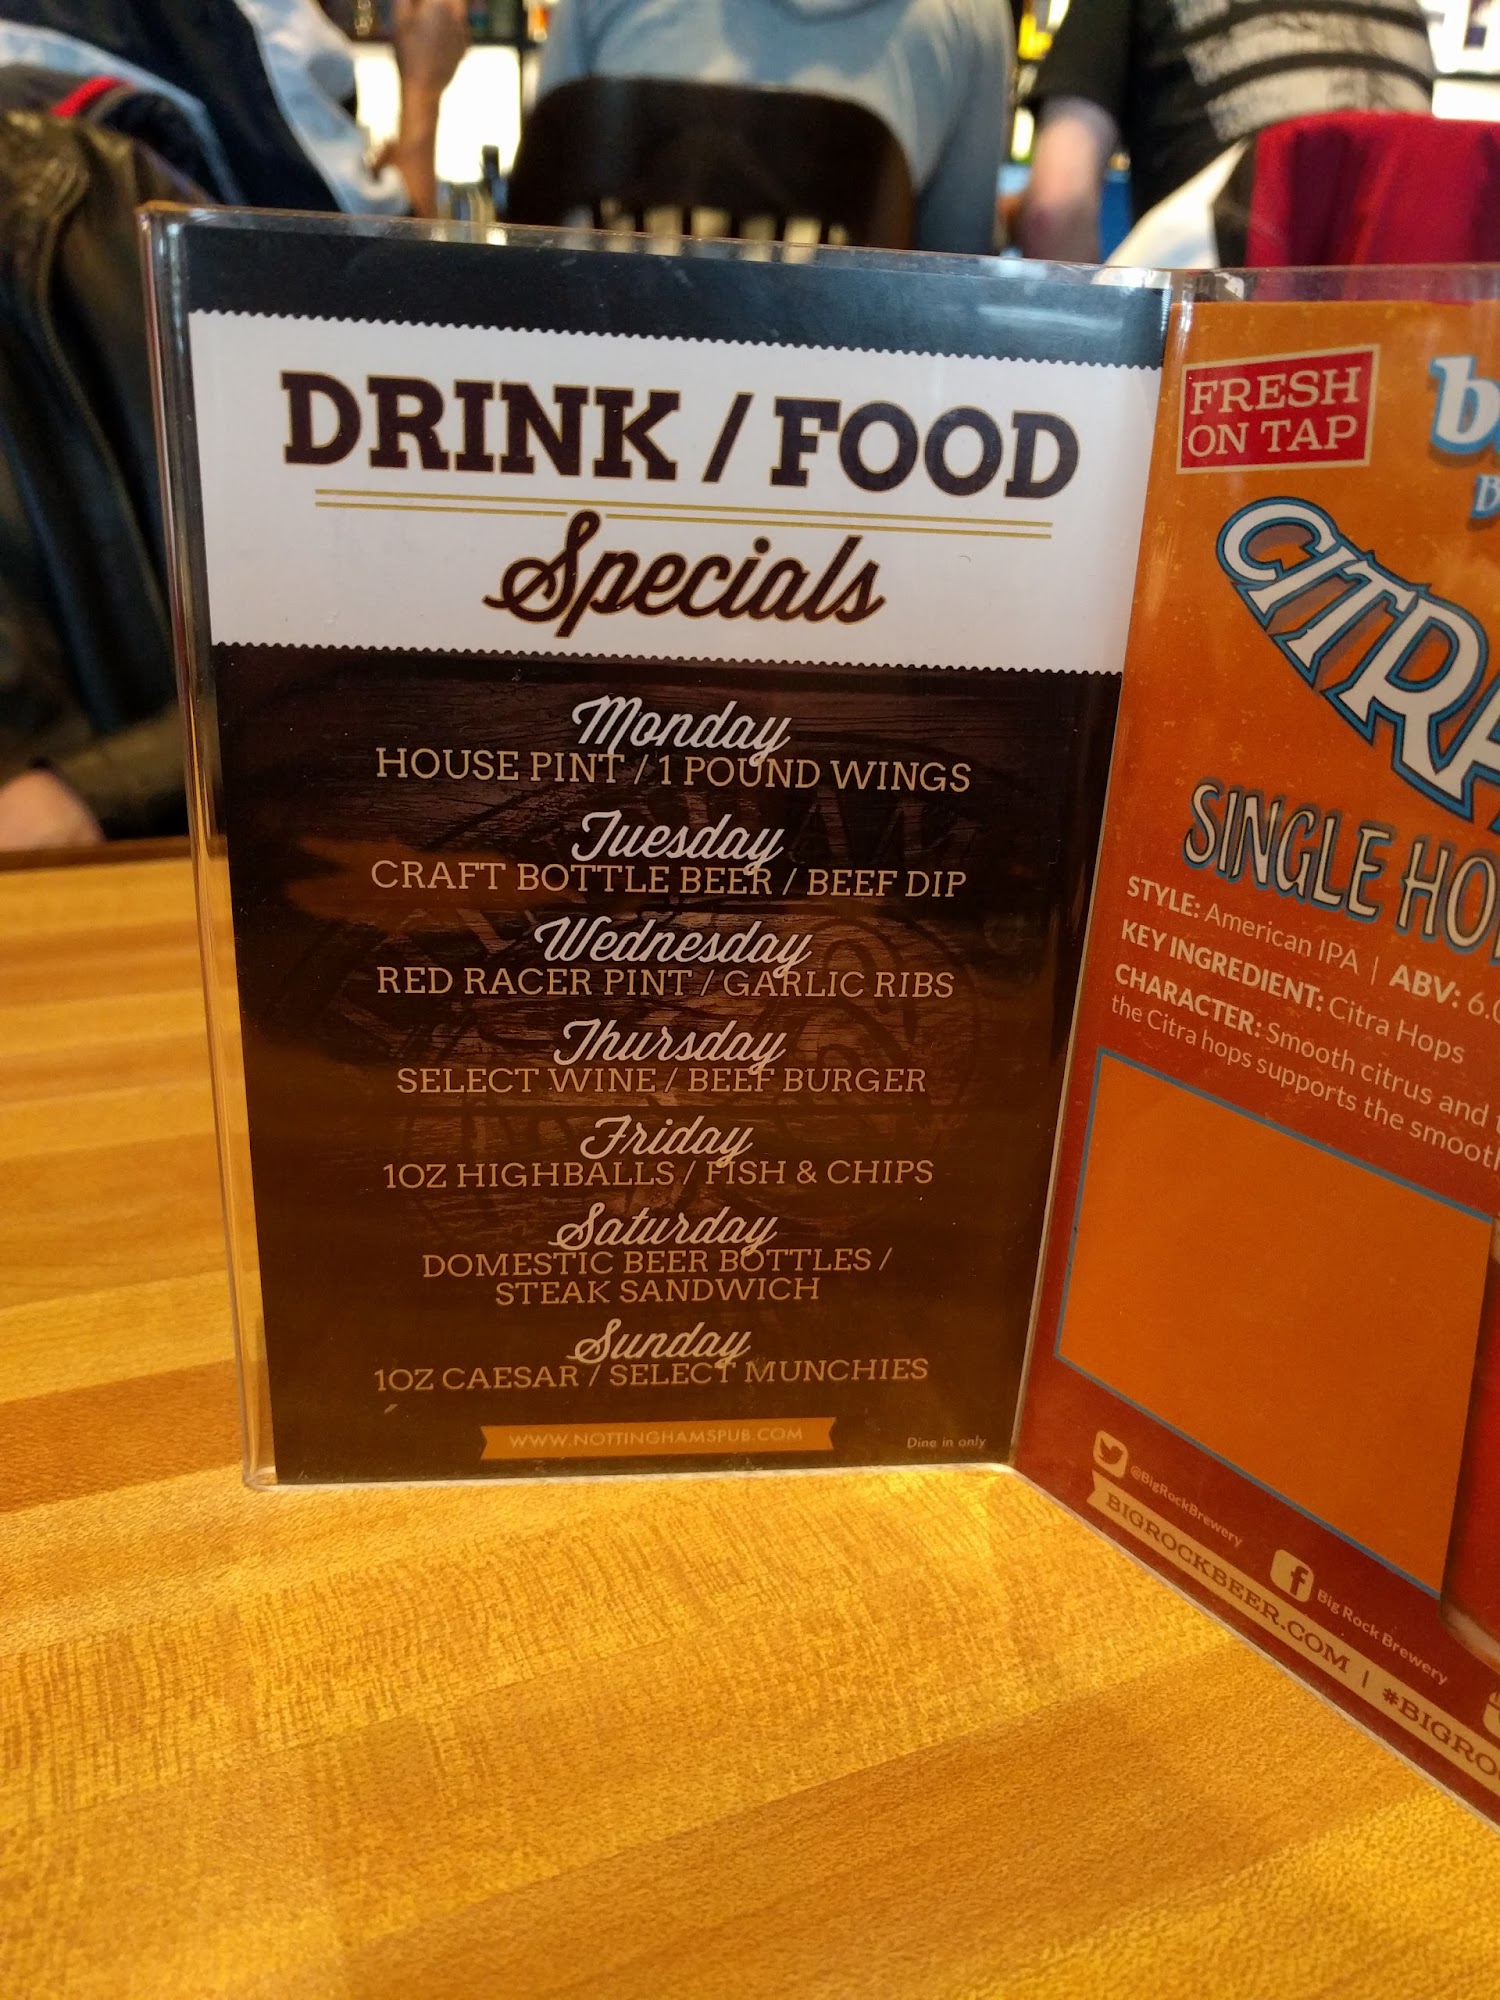 DRINK / FOOD
Specials
Monday
HOUSE PINT / 1 POUND WINGS
Tuesday
CRAFT BOTTLE BEER / BEEF DIP
Wednesday
RED RACER PINT / GARLIC RIBS
Thursday
SELECT WINE / BEEF BURGER
Friday
1OZ HIGHBALLS / FISH & CHIPS
Saturday
DOMESTIC BEER BOTTLES /
STEAK SANDWICH
Sunday
1OZ CAESAR / SELECT MUNCHIES
WWW.NOTTINGHAMSPUB.COM
Dine in only
FRESH
ON TAP
CITRA
SINGLE HO
STYLE: American IPA | ABV: 6.0
KEY INGREDIENT: Citra Hops
CHARACTER: Smooth citrus and
the Citra hops supports the smooth
@BigRockBrewery
Big Rock Brewery
BIGROCKBEER.COM | #BIGROC